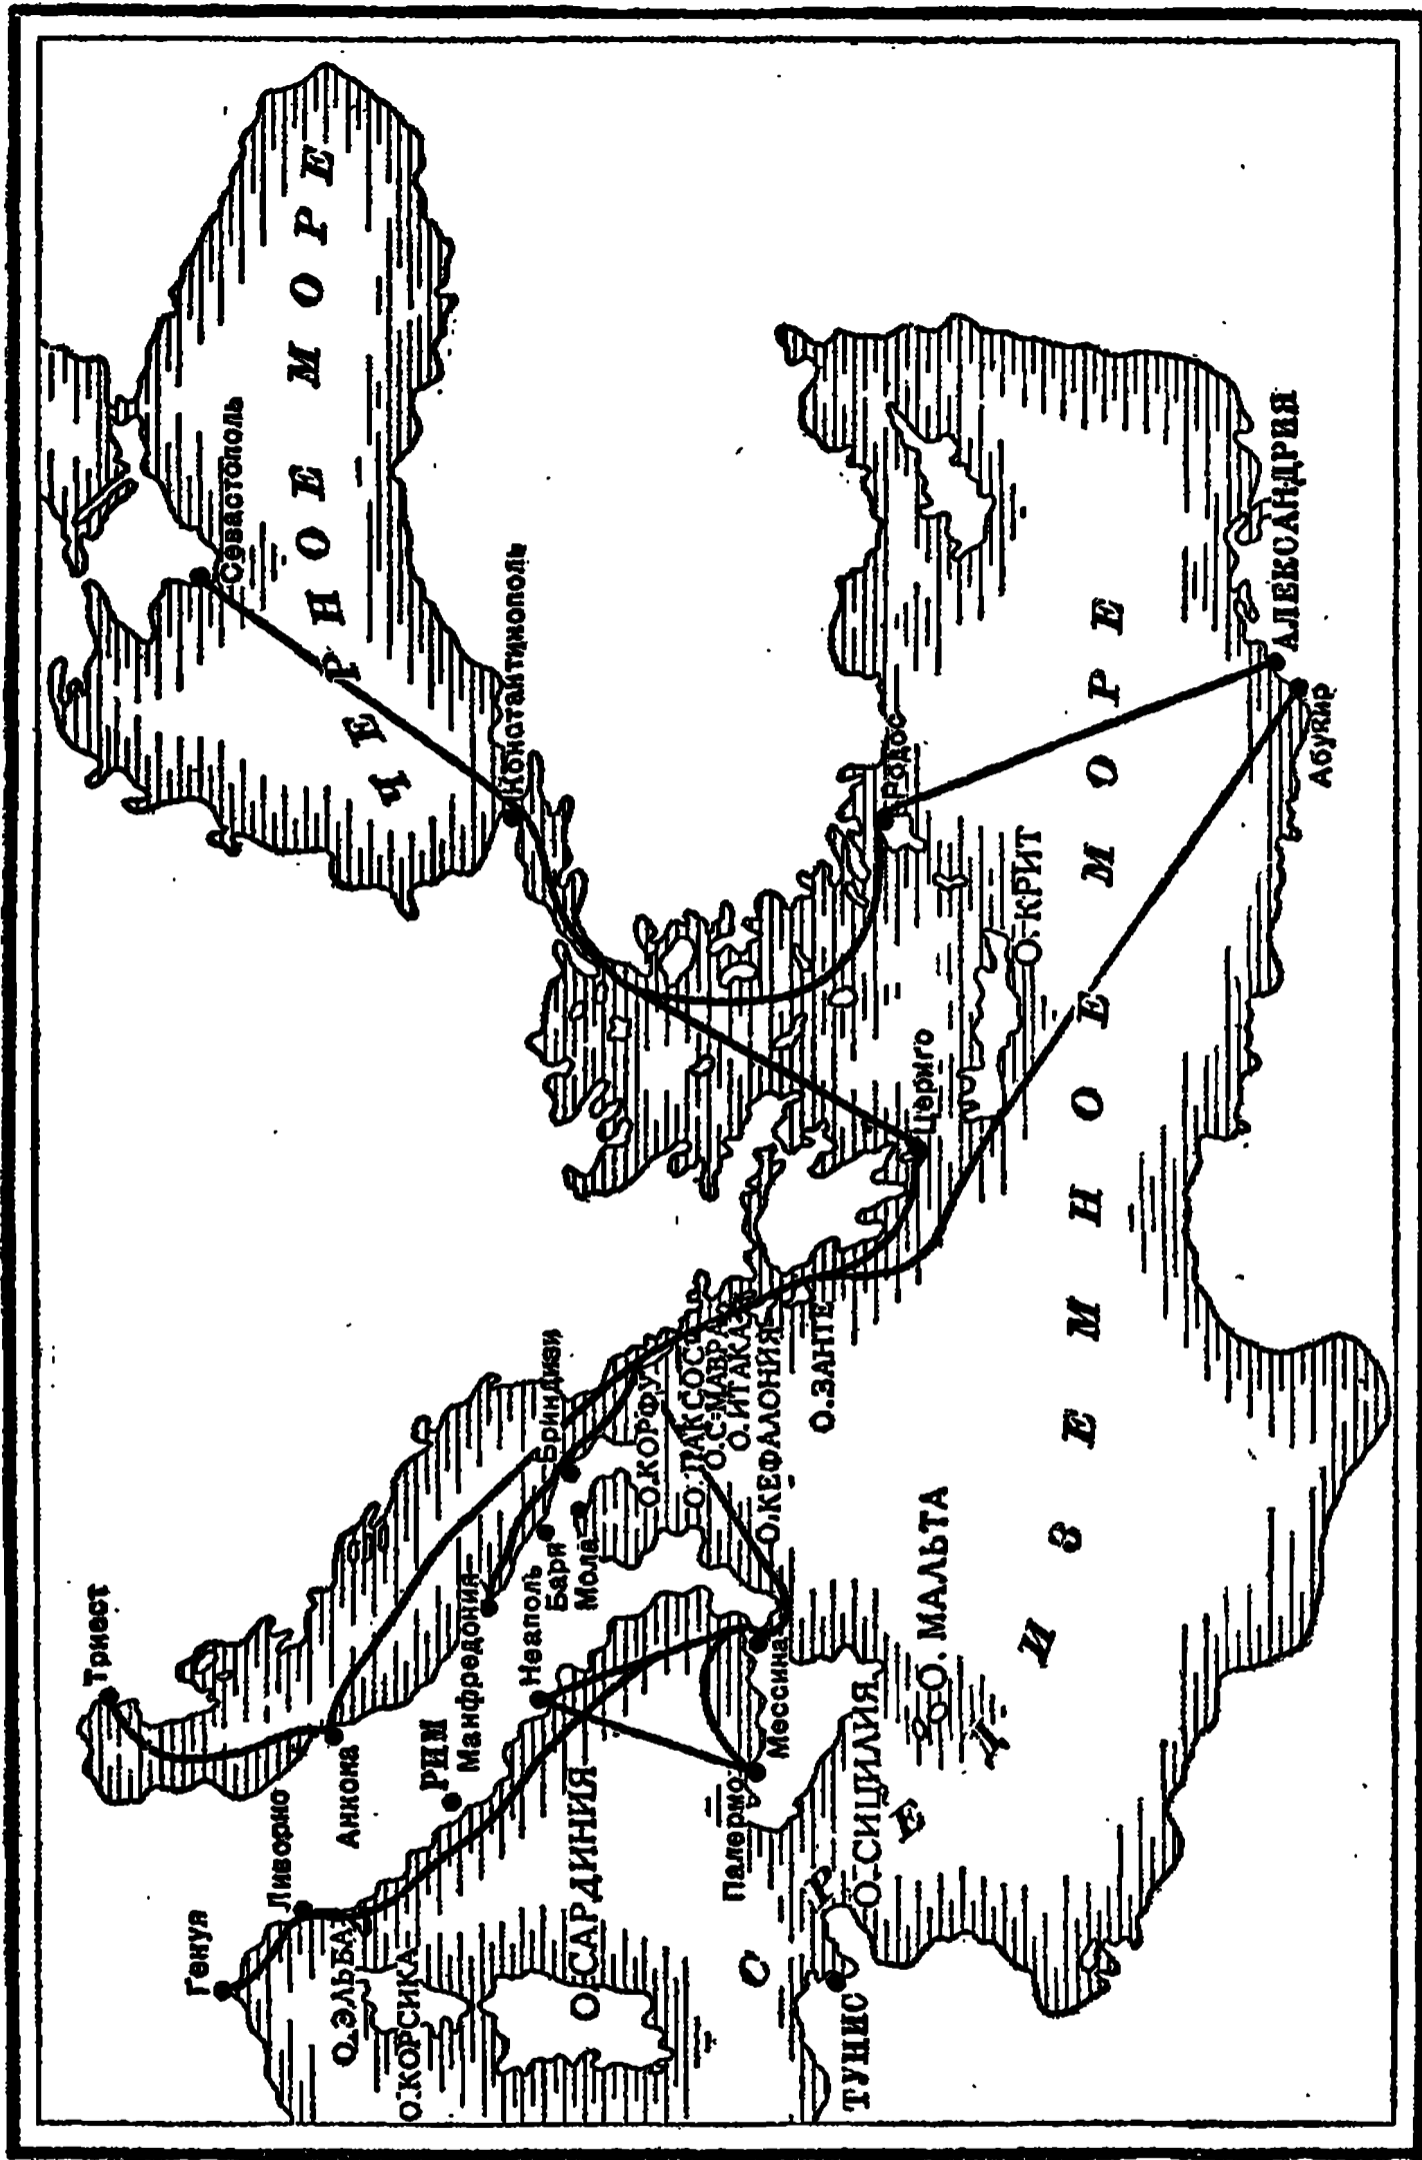 ЧЕРНОЕ МОРЕ
Севастополь
Константинополь
Триест
Генуя
Ливорно
Анкона
О.ЭЛЬБА
О.КОРСИКА
РИМ
Манфредония
Неаполь
Бари
Мола
Бриндизи
О.САРДИНИЯ
О.КОРФУ
О.ПАКСОС
О.С-МАВРА
О.ИТАКА
О.КЕФАЛОНИЯ
О.ЗАНТЕ
Палермо
Мессина
Родос
Цериго
О.КРИТ
ТУНИС
О.СИЦИЛИЯ
О.МАЛЬТА
СРЕДИЗЕМНОЕ МОРЕ
АЛЕКСАНДРИЯ
Абукир